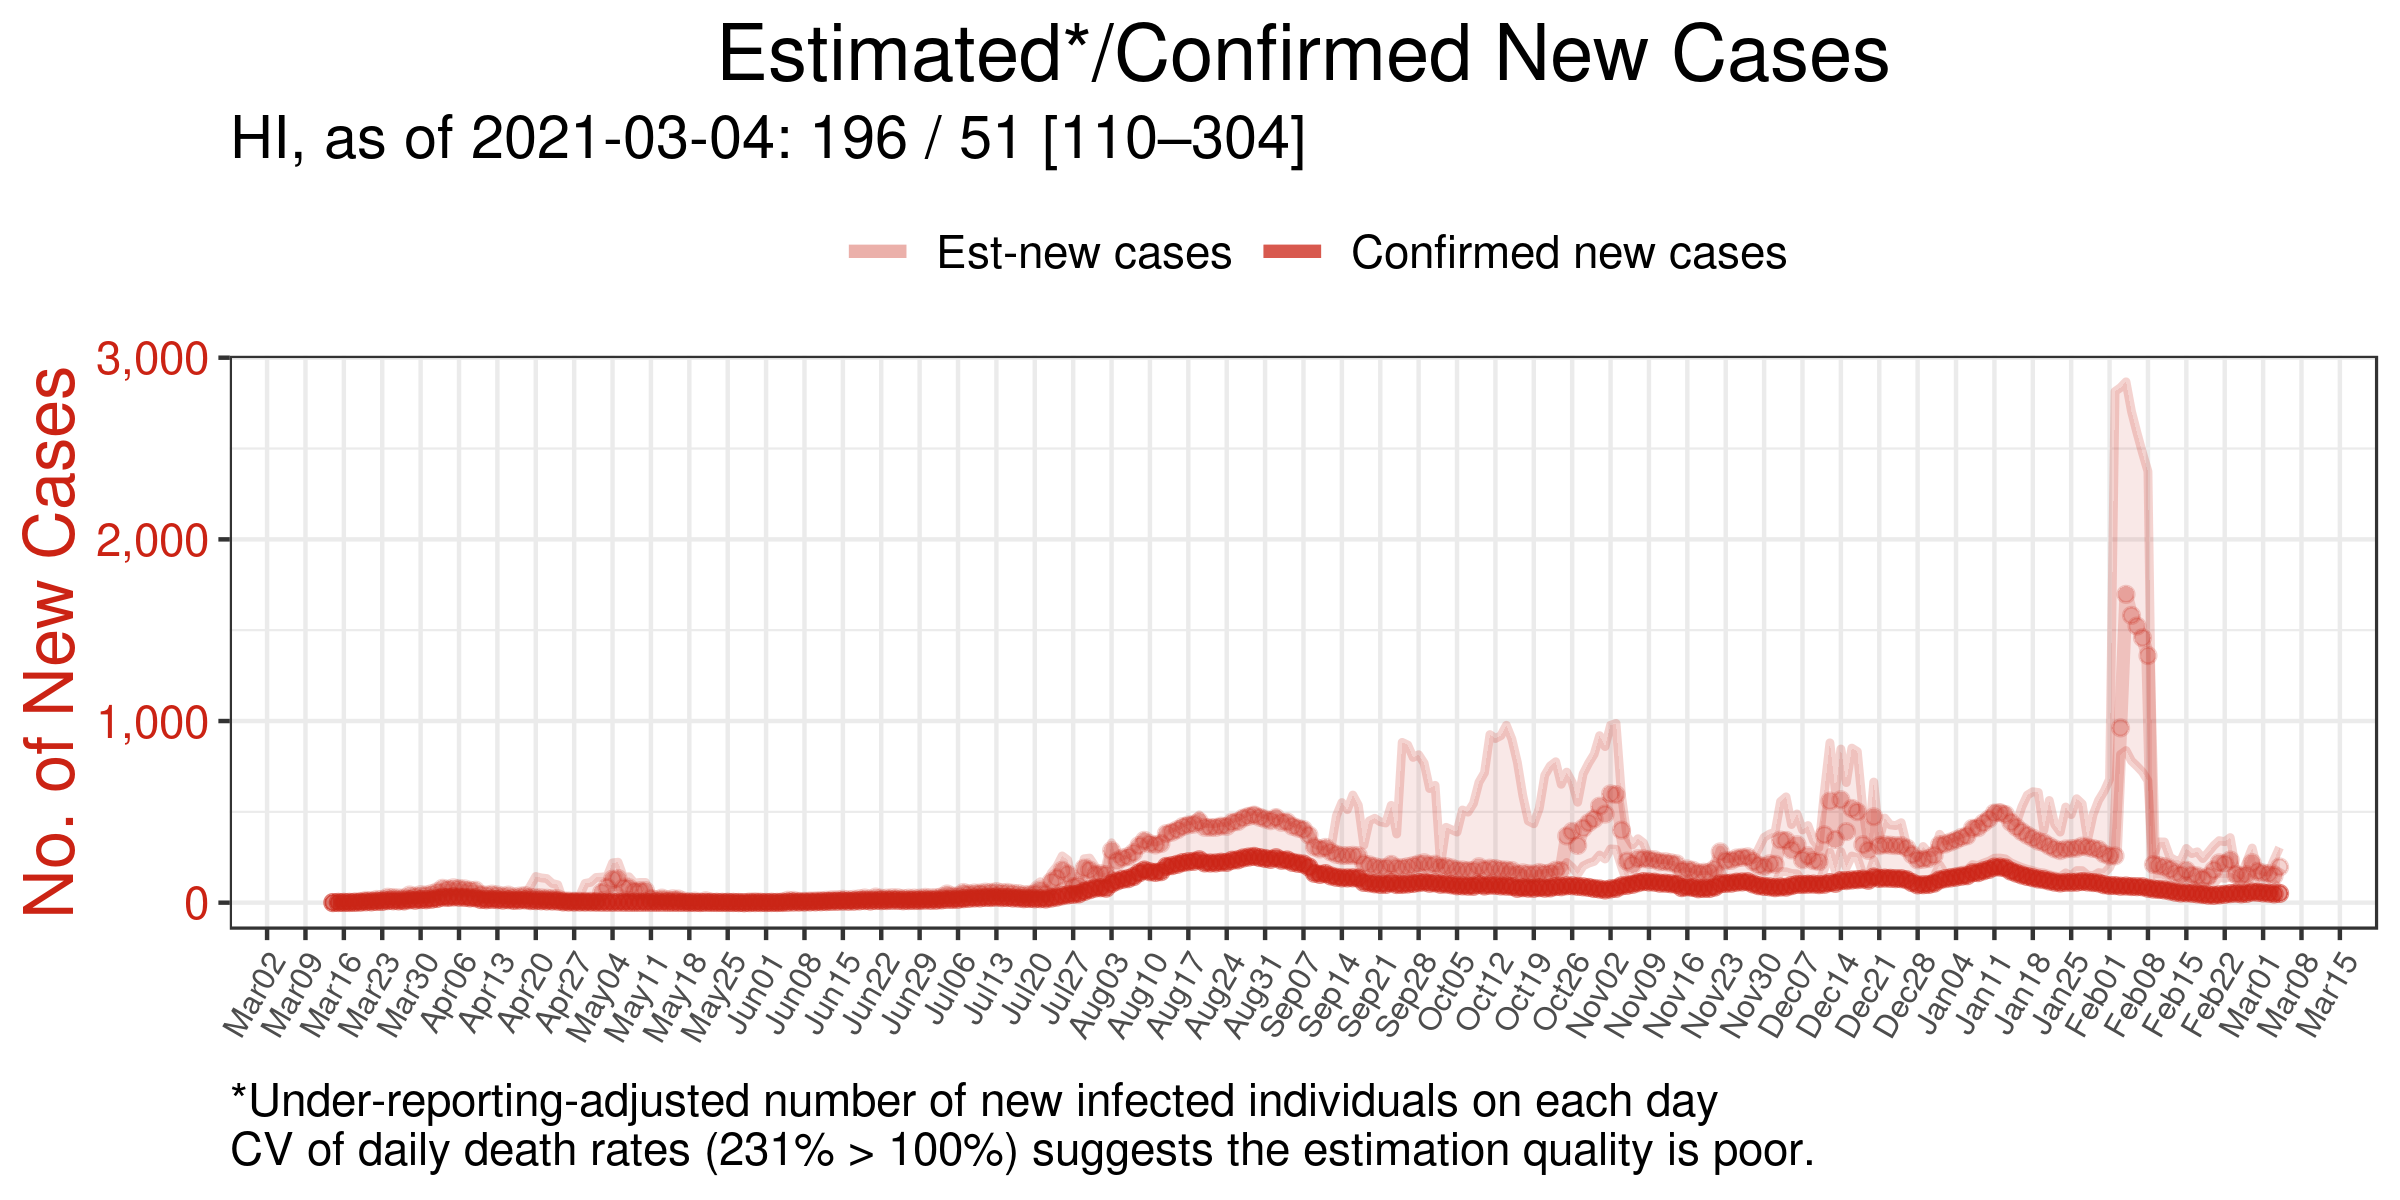 Estimated*/Confirmed New Cases
HI, as of 2021-03-04: 196 / 51 [110–304]
Est-new cases Confirmed new cases
No. of New Cases
3,000
2,000
1,000
0
Mar02 Mar09 Mar16 Mar23 Mar30 Apr06 Apr13 Apr20 Apr27 May04 May11 May18 May25 Jun01 Jun08 Jun15 Jun22 Jun29 Jul06 Jul13 Jul20 Jul27 Aug03 Aug10 Aug17 Aug24 Aug31 Sep07 Sep14 Sep21 Sep28 Oct05 Oct12 Oct19 Oct26 Nov02 Nov09 Nov16 Nov23 Nov30 Dec07 Dec14 Dec21 Dec28 Jan04 Jan11 Jan18 Jan25 Feb01 Feb08 Feb15 Feb22 Mar01 Mar08 Mar15
*Under-reporting-adjusted number of new infected individuals on each day
CV of daily death rates (231% > 100%) suggests the estimation quality is poor.